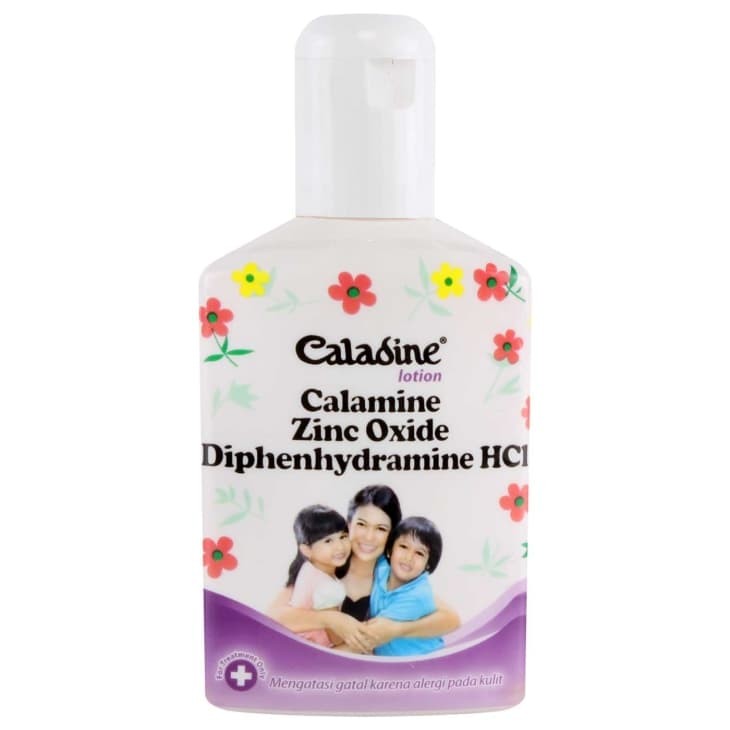 Caladine®
lotion
Calamine
Zinc Oxide
Diphenhydramine HCl
For Treatment Only
Mengatasi gatal karena alergi pada kulit